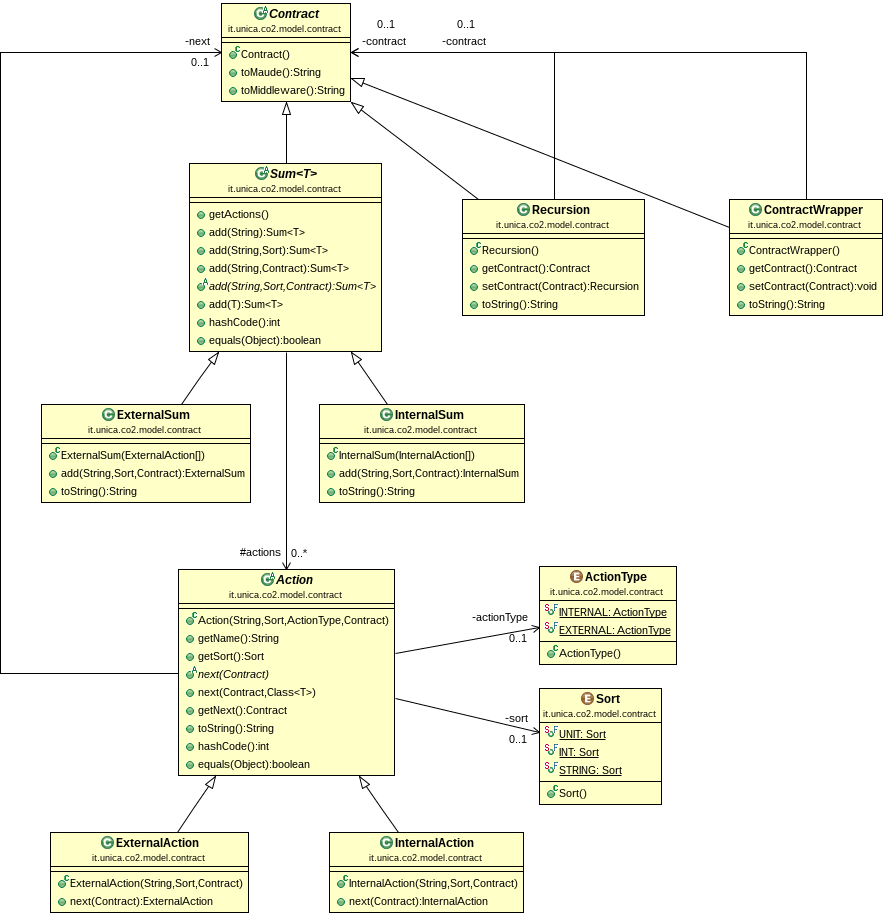 Contract
it.unica.co2.model.contract
Contract()
toMaude():String
toMiddleware():String
-next
0..1
0..1
-contract
0..1
-contract
Sum<T>
it.unica.co2.model.contract
getActions()
add(String):Sum<T>
add(String,Sort):Sum<T>
add(String,Contract):Sum<T>
add(String,Sort,Contract):Sum<T>
add(T):Sum<T>
hashCode():int
equals(Object):boolean
Recursion
it.unica.co2.model.contract
Recursion()
getContract():Contract
setContract(Contract):Recursion
toString():String
ContractWrapper
it.unica.co2.model.contract
ContractWrapper()
getContract():Contract
setContract(Contract):void
toString():String
ExternalSum
it.unica.co2.model.contract
ExternalSum(ExternalAction[])
add(String,Sort,Contract):ExternalSum
toString():String
InternalSum
it.unica.co2.model.contract
InternalSum(InternalAction[])
add(String,Sort,Contract):InternalSum
toString():String
#actions
0..*
Action
it.unica.co2.model.contract
Action(String,Sort,ActionType,Contract)
getName():String
getSort():Sort
next(Contract)
next(Contract,Class<T>)
getNext():Contract
toString():String
hashCode():int
equals(Object):boolean
-actionType
0..1
ActionType
it.unica.co2.model.contract
INTERNAL: ActionType
EXTERNAL: ActionType
ActionType()
-sort
0..1
Sort
it.unica.co2.model.contract
UNIT: Sort
INT: Sort
STRING: Sort
Sort()
ExternalAction
it.unica.co2.model.contract
ExternalAction(String,Sort,Contract)
next(Contract):ExternalAction
InternalAction
it.unica.co2.model.contract
InternalAction(String,Sort,Contract)
next(Contract):InternalAction